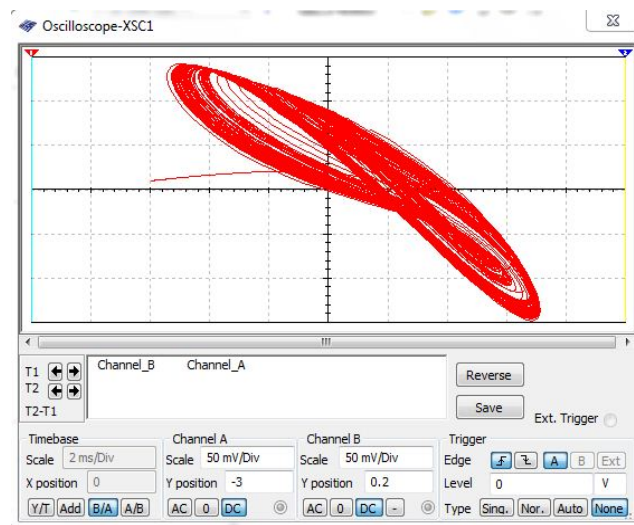 Oscilloscope-XSC1
1
2
T1
T2
T2-T1
Channel_B Channel_A
Reverse
Save
Ext. Trigger
Timebase
Scale 2 ms/Div
X position 0
Y/T Add B/A A/B
Channel A
Scale 50 mV/Div
Y position -3
AC 0 DC
Channel B
Scale 50 mV/Div
Y position 0.2
AC 0 DC -
Trigger
Edge A B Ext
Level 0 V
Type Sing. Nor. Auto None